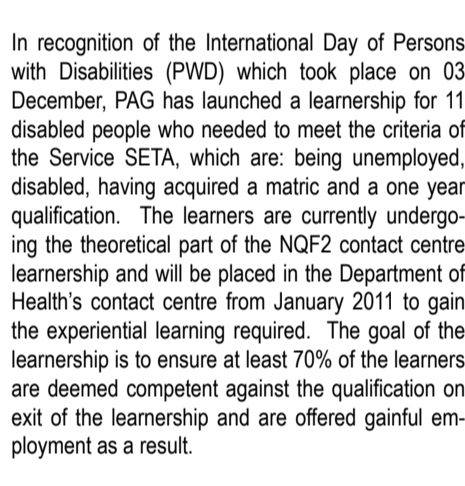 In recognition of the International Day of Persons
with Disabilities (PWD) which took place on 03
December, PAG has launched a learnership for 11
disabled people who needed to meet the criteria of
the Service SETA, which are: being unemployed,
disabled, having acquired a matric and a one year
qualification.  The learners are currently undergo-
ing the theoretical part of the NQF2 contact centre
learnership and will be placed in the Department of
Health’s contact centre from January 2011 to gain
the experiential learning required.  The goal of the
learnership is to ensure at least 70% of the learners
are deemed competent against the qualification on
exit of the learnership and are offered gainful em-
ployment as a result.